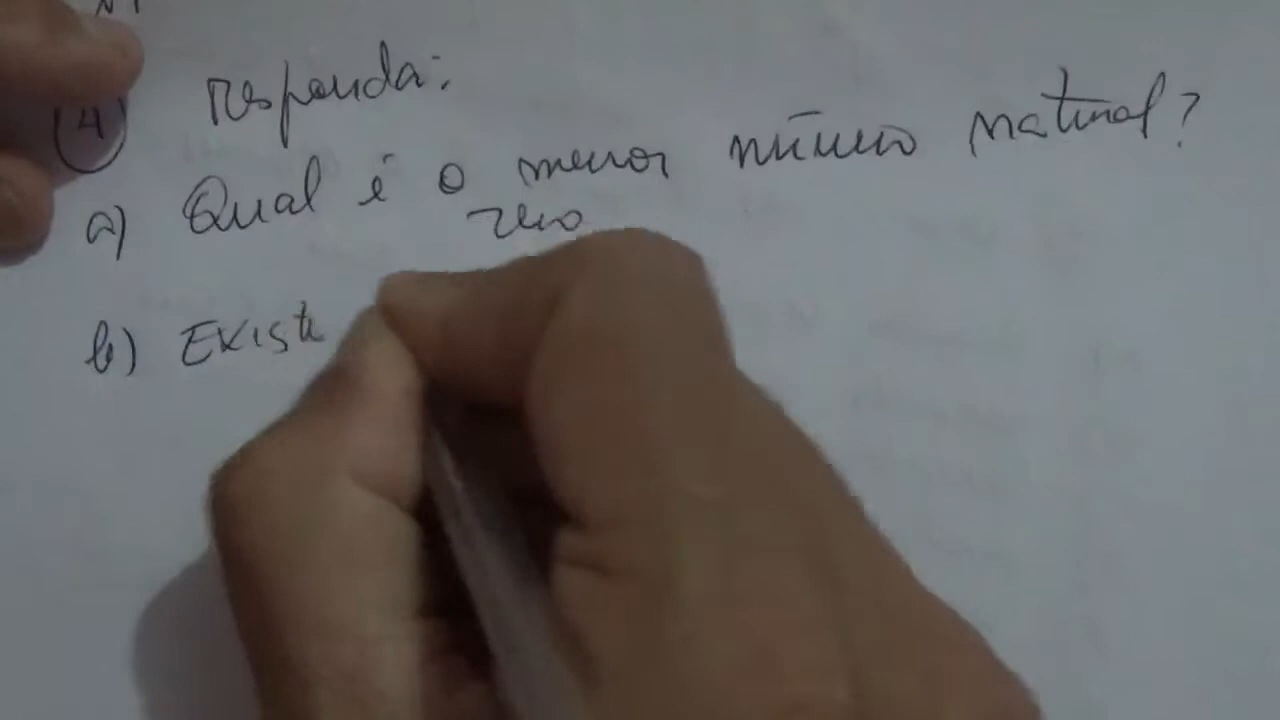 4 Responda:
a) Qual é o menor número natural?
zero
b) Existe